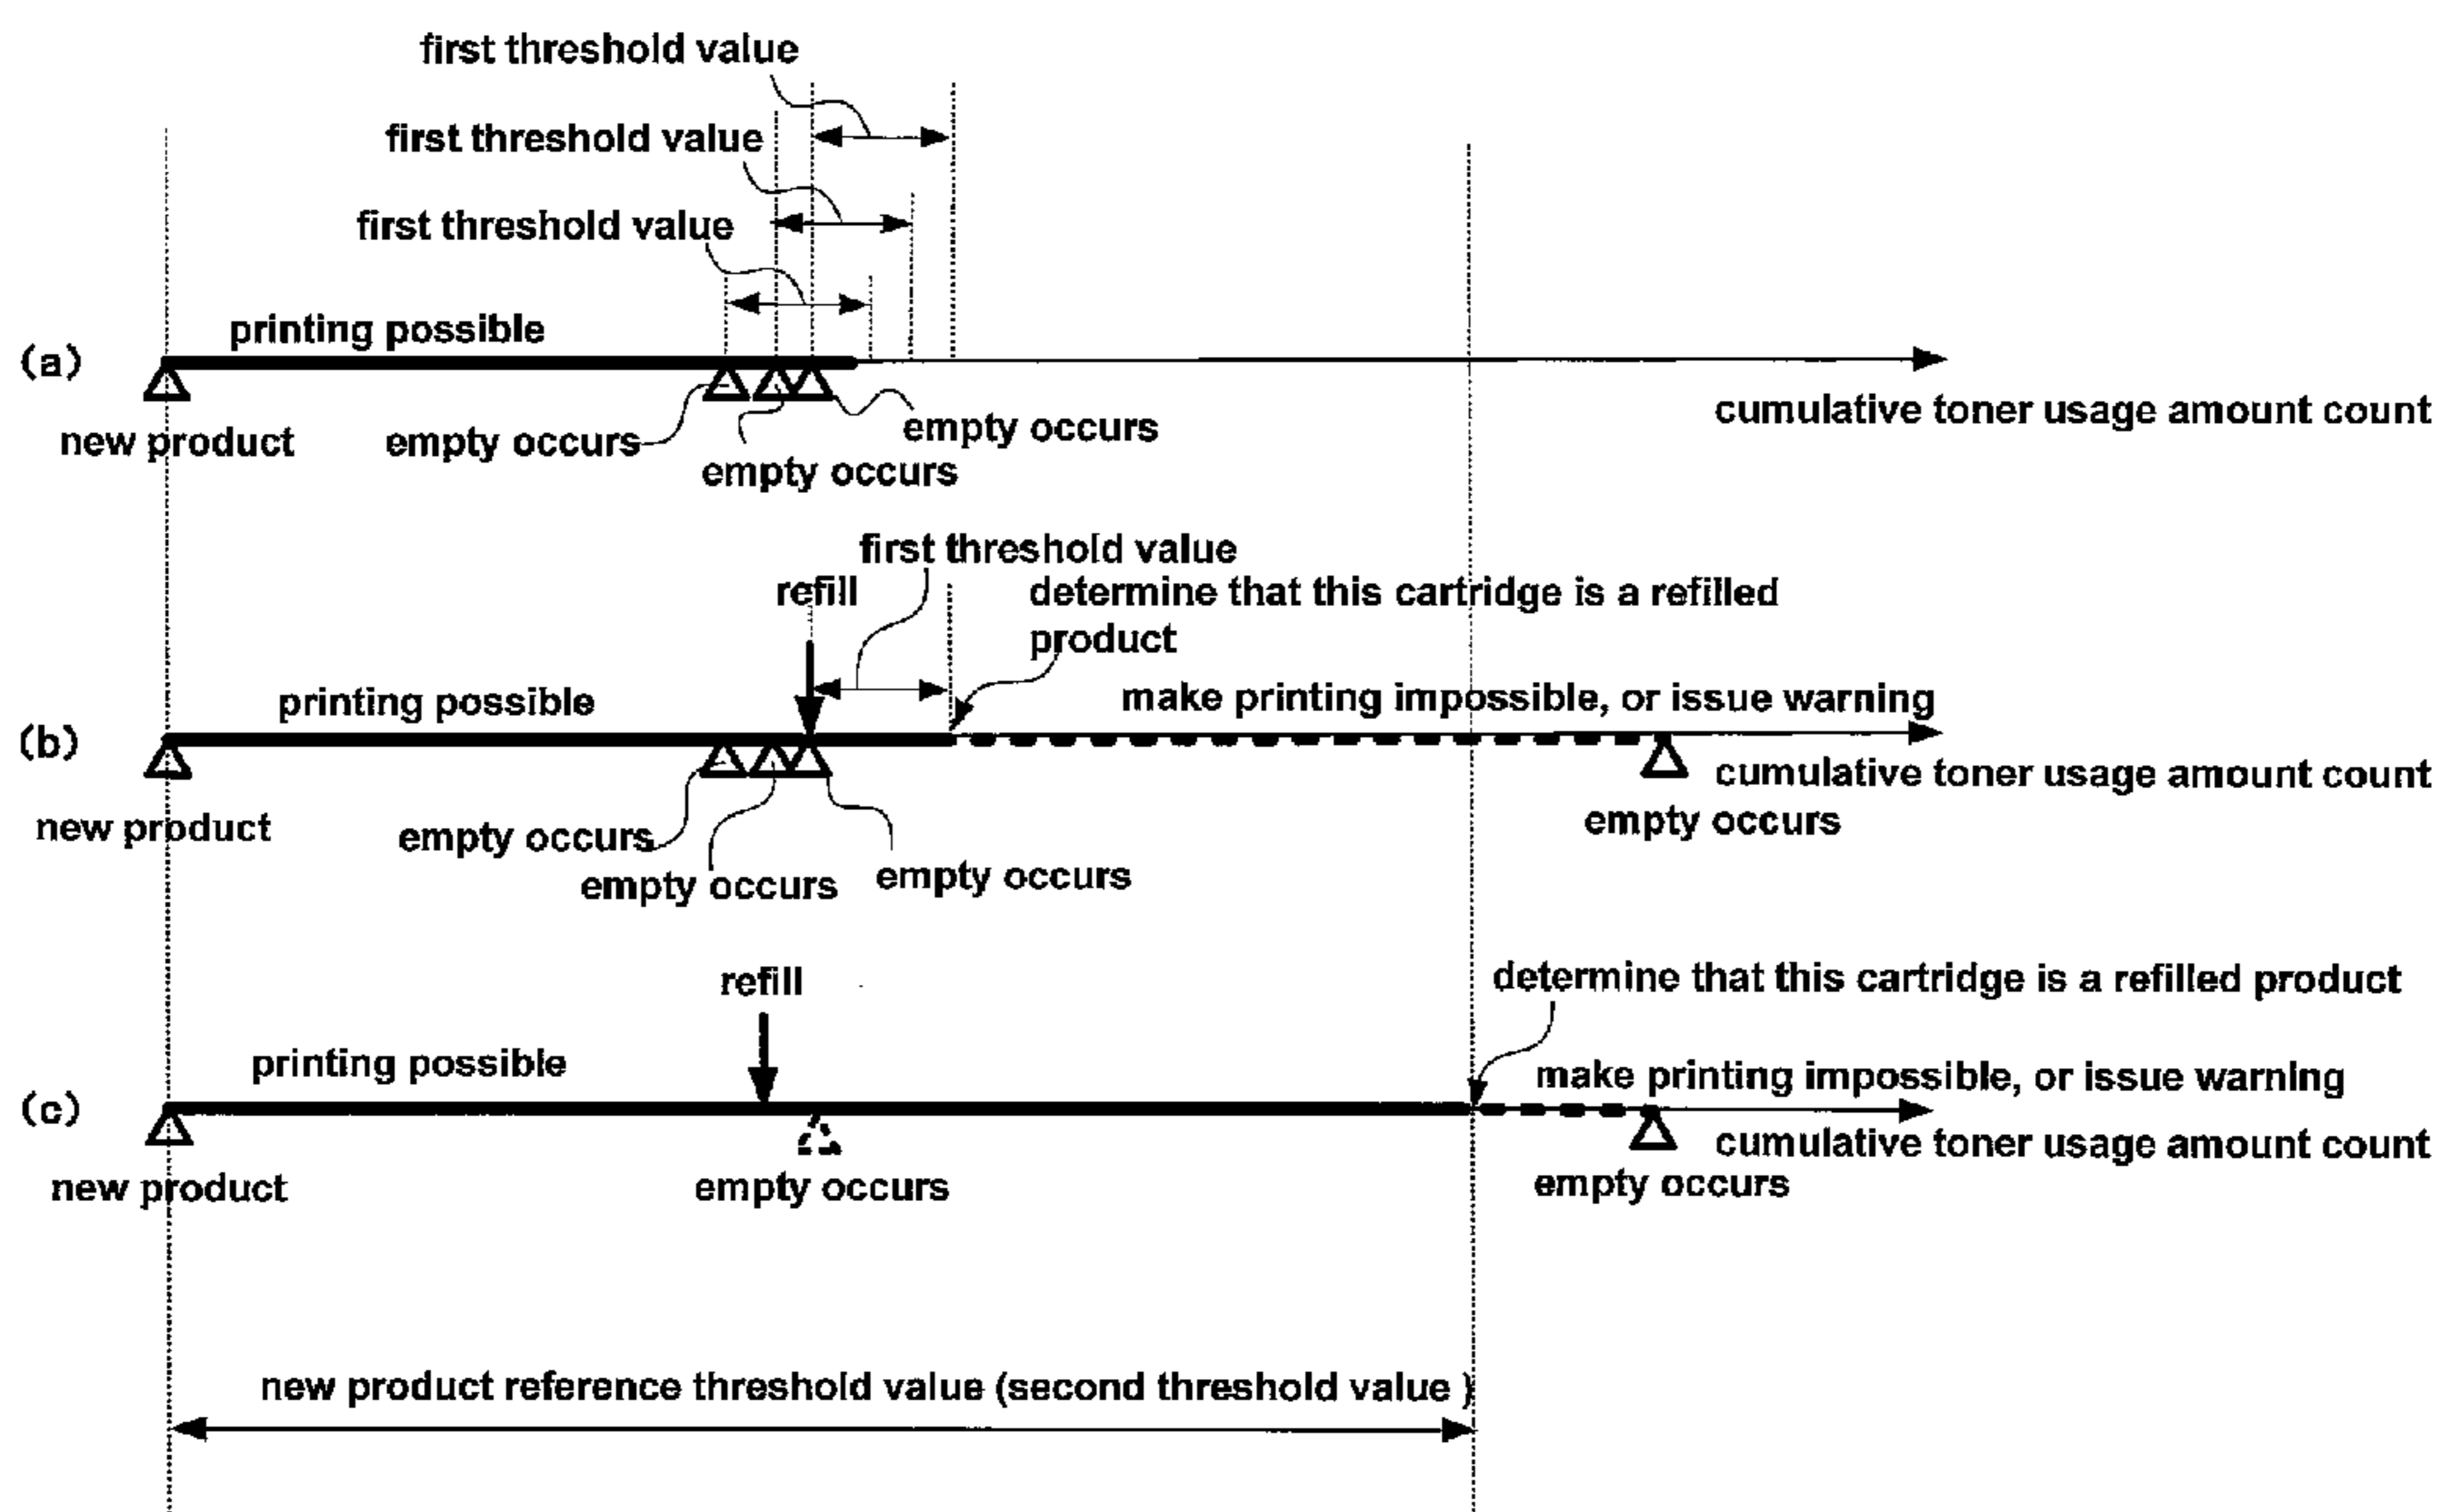 first threshold value
first threshold value
first threshold value
printing possible
(a)
cumulative toner usage amount count
new product
empty occurs
empty occurs
empty occurs
first threshold value
refill
determine that this cartridge is a refilled
product
printing possible
make printing impossible, or issue warning
(b)
cumulative toner usage amount count
new product
empty occurs
empty occurs
empty occurs
empty occurs
refill
determine that this cartridge is a refilled product
printing possible
make printing impossible, or issue warning
(c)
cumulative toner usage amount count
new product
empty occurs
empty occurs
new product reference threshold value (second threshold value )